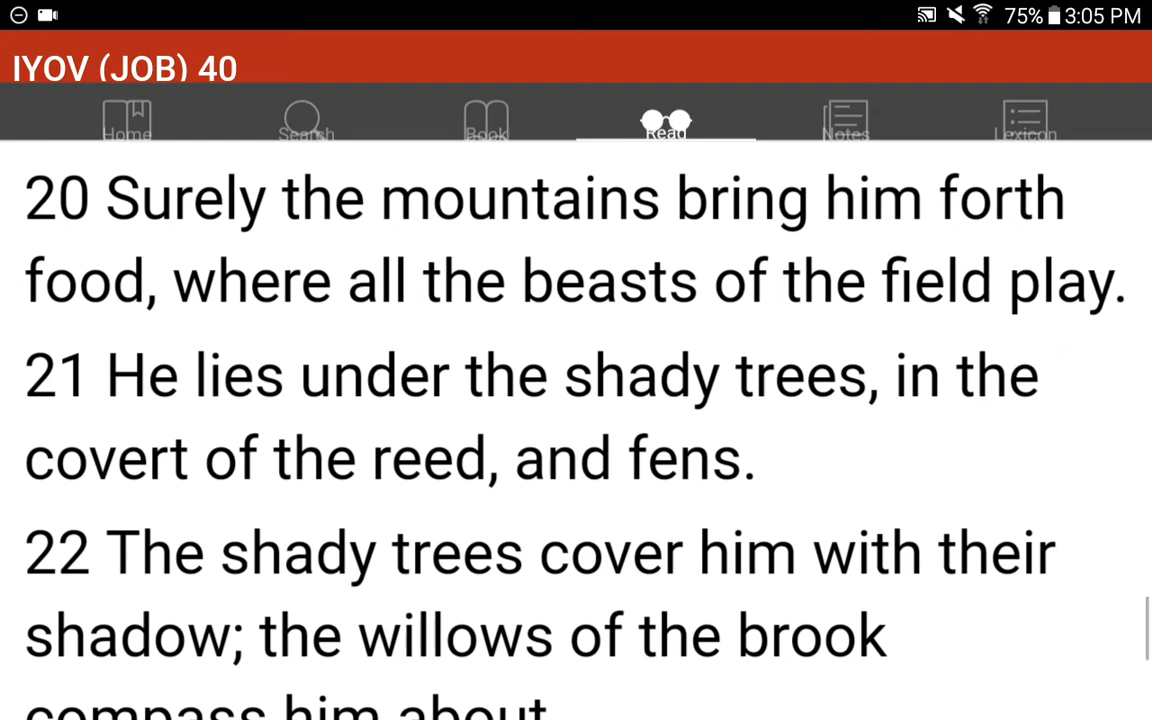 75% 3:05 PM
IYOV (JOB) 40
Home Search Book Read Notes Lexicon
20 Surely the mountains bring him forth
food, where all the beasts of the field play.
21 He lies under the shady trees, in the
covert of the reed, and fens.
22 The shady trees cover him with their
shadow; the willows of the brook
compass him about